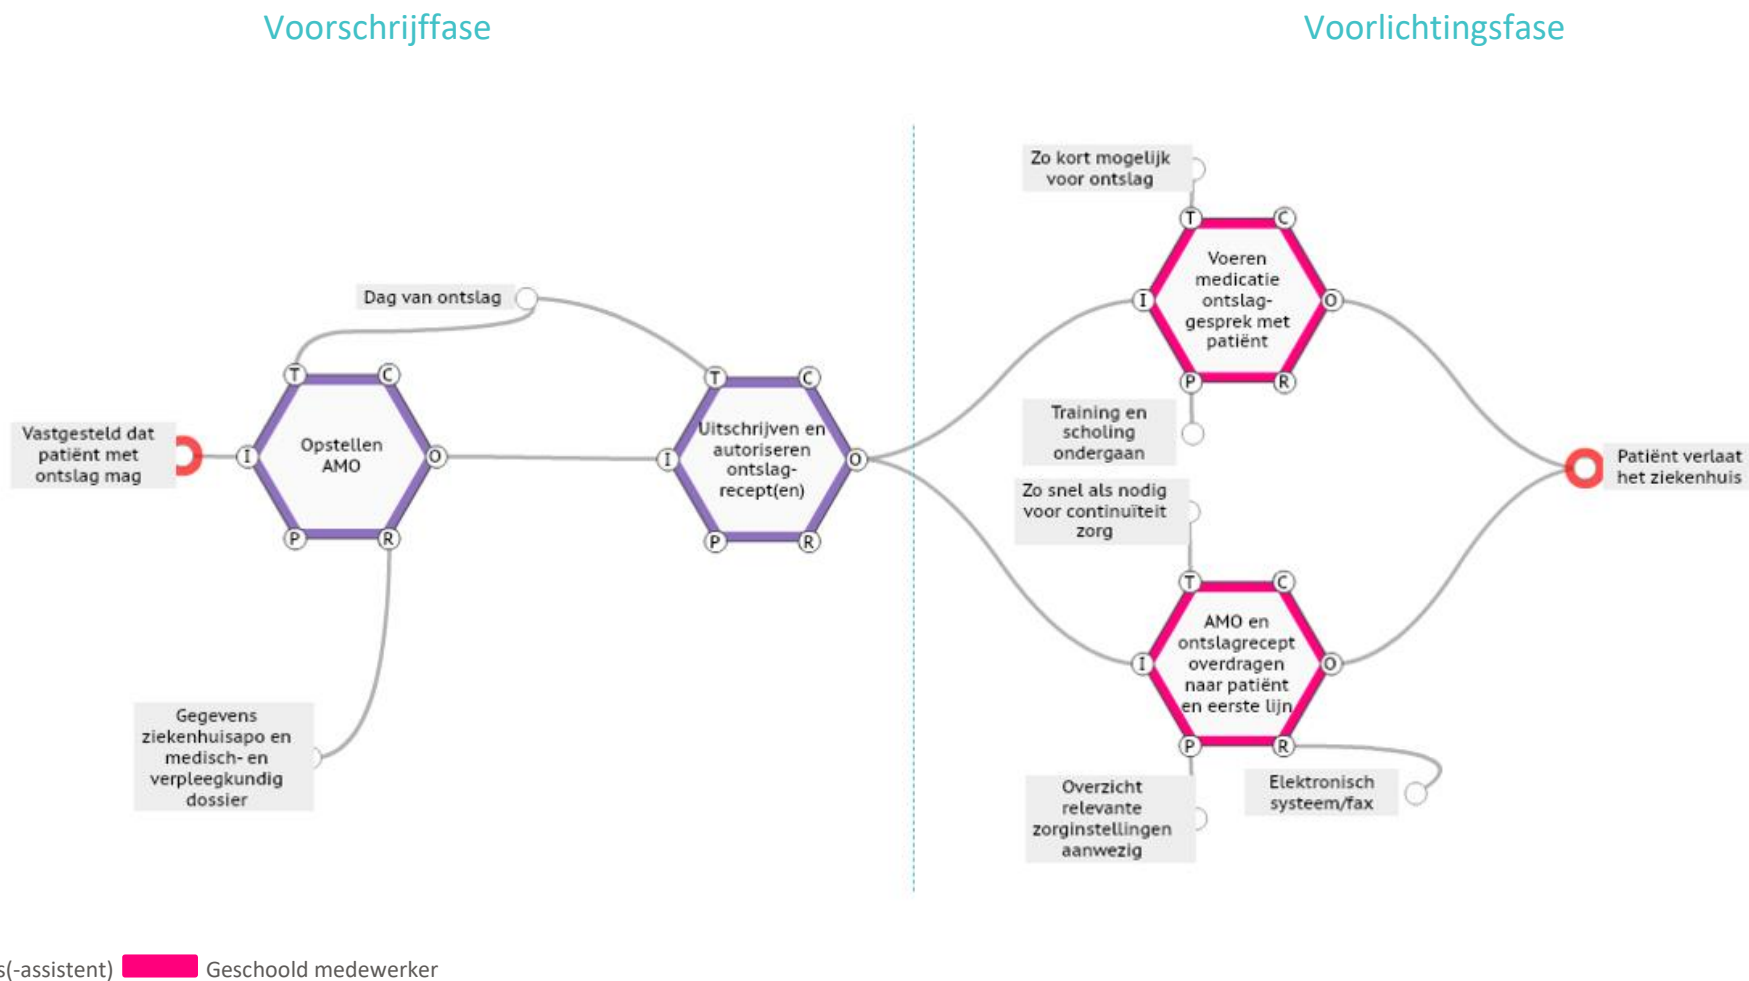 Voorschrijffase
Voorlichtingsfase
Zo kort mogelijk
voor ontslag
T
C
Voeren
medicatie
ontslag-
gesprek met
patiënt
I
O
P
R
Training en
scholing
ondergaan
Dag van ontslag
T
C
Opstellen
AMO
I
O
P
R
Vastgesteld dat
patiënt met
ontslag mag
T
C
Uitschrijven en
autoriseren
ontslag-
recept(en)
I
O
P
R
Patiënt verlaat
het ziekenhuis
Zo snel als nodig
voor continuïteit
zorg
T
C
AMO en
ontslagrecept
overdragen
naar patiënt
en eerste lijn
I
O
P
R
Gegevens
ziekenhuisapo en
medisch- en
verpleegkundig
dossier
Overzicht
relevante
zorginstellingen
aanwezig
Elektronisch
systeem/fax
s(-assistent)
Geschoold medewerker